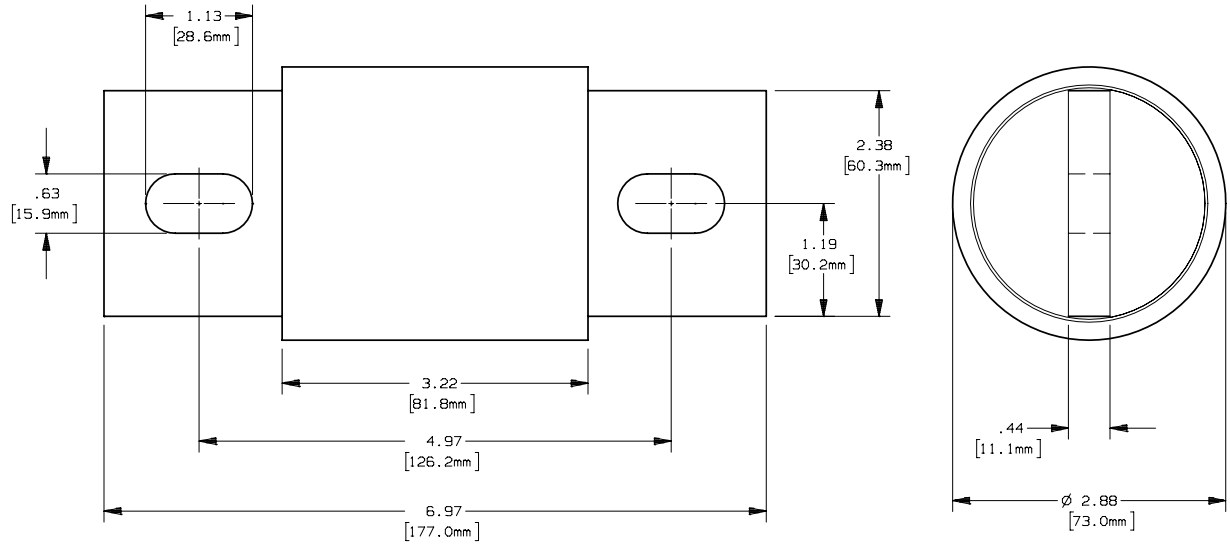 1.13
[28.6mm]
.63
[15.9mm]
2.38
[60.3mm]
1.19
[30.2mm]
3.22
[81.8mm]
4.97
[126.2mm]
6.97
[177.0mm]
.44
[11.1mm]
Ø 2.88
[73.0mm]